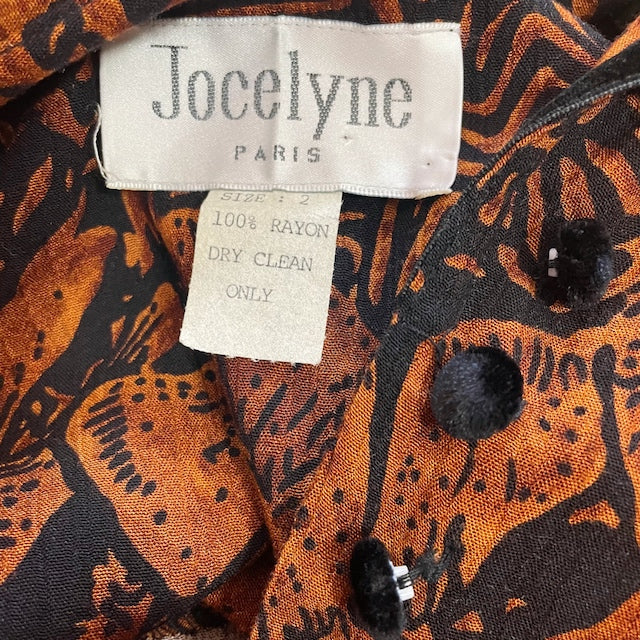 Jocelyne
PARIS
SIZE : 2
100% RAYON
DRY CLEAN
ONLY